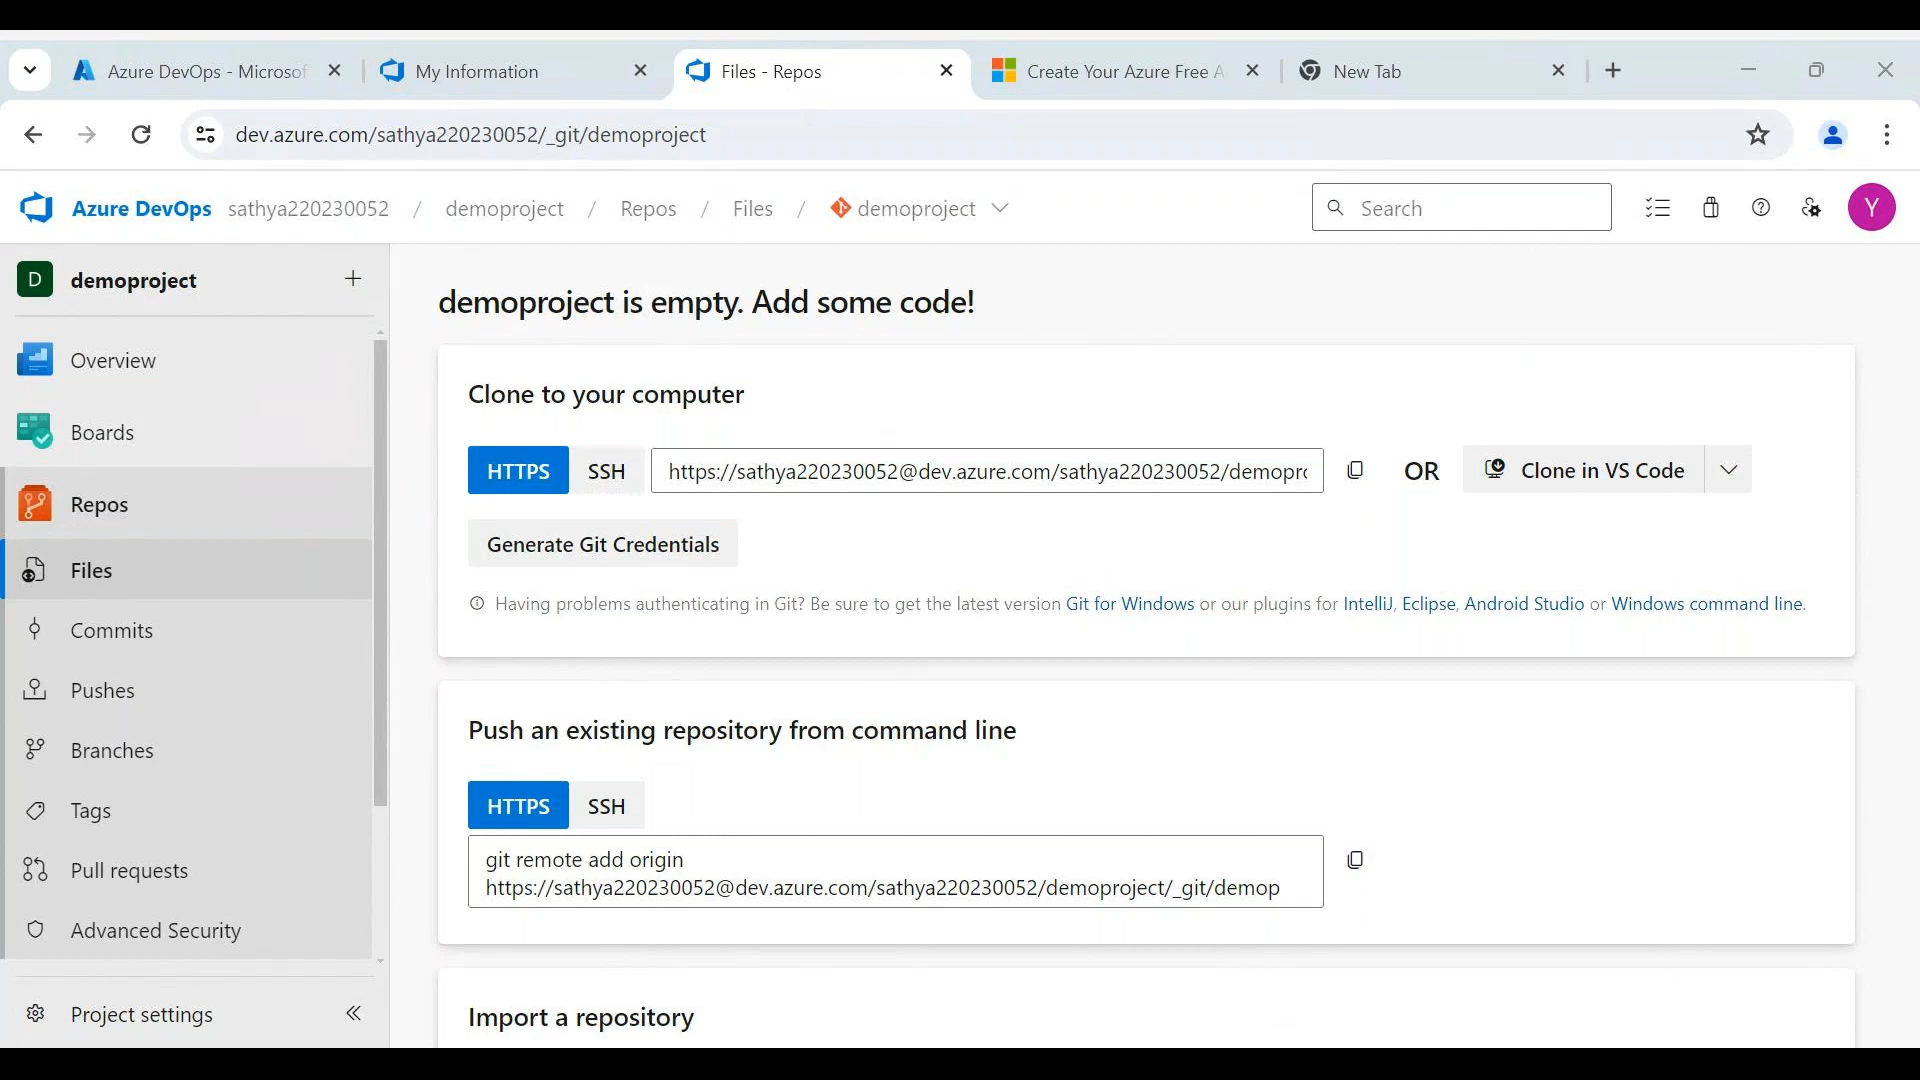 Azure DevOps - Microsof
My Information
Files - Repos
Create Your Azure Free A
New Tab
dev.azure.com/sathya220230052/_git/demoproject
Azure DevOps sathya220230052 / demoproject / Repos / Files / demoproject
Search
Y
D demoproject
Overview
Boards
Repos
Files
Commits
Pushes
Branches
Tags
Pull requests
Advanced Security
Project settings
demoproject is empty. Add some code!
Clone to your computer
HTTPS SSH https://sathya220230052@dev.azure.com/sathya220230052/demopro OR Clone in VS Code
Generate Git Credentials
Having problems authenticating in Git? Be sure to get the latest version Git for Windows or our plugins for IntelliJ, Eclipse, Android Studio or Windows command line.
Push an existing repository from command line
HTTPS SSH
git remote add origin
https://sathya220230052@dev.azure.com/sathya220230052/demoproject/_git/demop
Import a repository